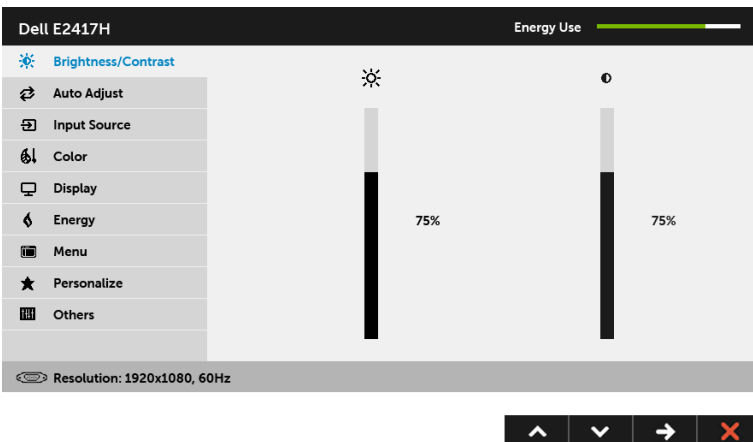 Dell E2417H
Energy Use
Brightness/Contrast
Auto Adjust
Input Source
Color
Display
Energy
Menu
Personalize
Others
75%
75%
Resolution: 1920x1080, 60Hz